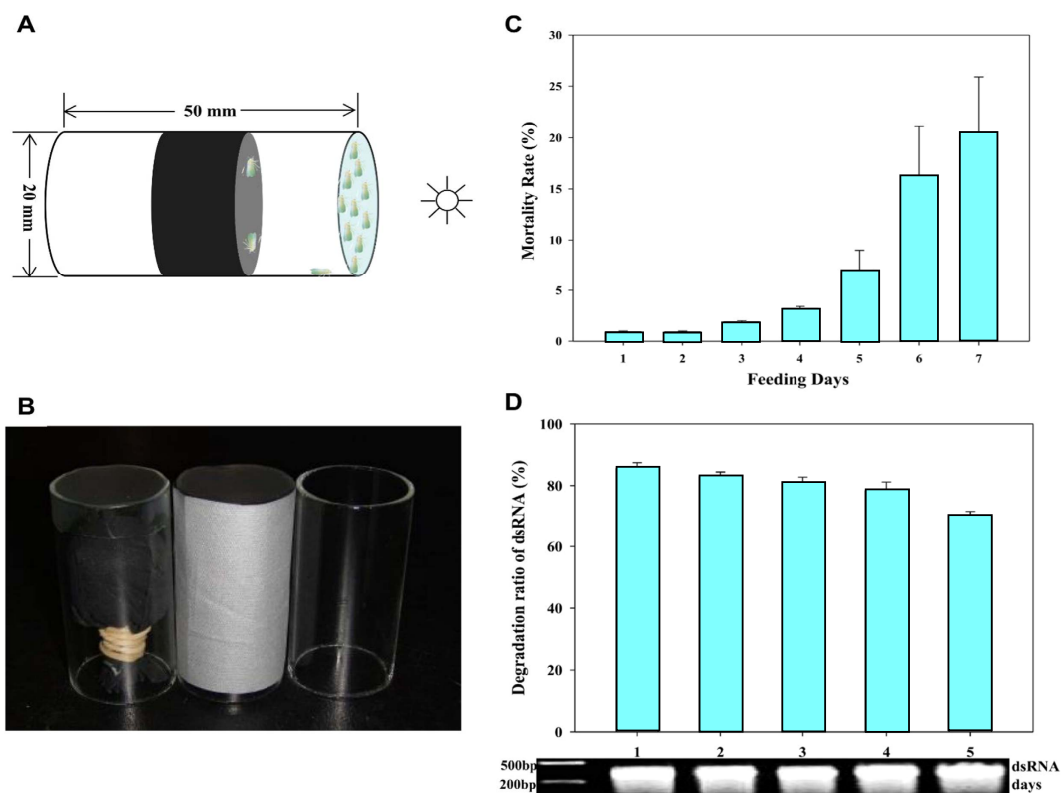 A
50 mm
20 mm
B
C
30
25
20
15
10
5
0
Mortality Rate (%)
1 2 3 4 5 6 7
Feeding Days
D
100
80
60
40
20
0
Degradation ratio of dsRNA (%)
1 2 3 4 5
500bp dsRNA
200bp days